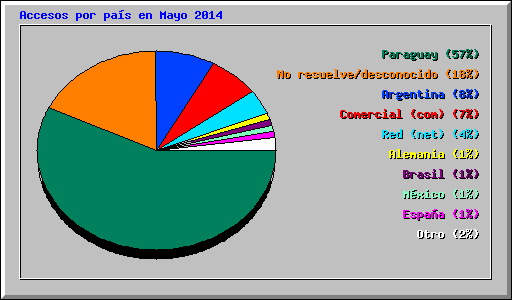 Accesos por país en Mayo 2014
Paraguay (57%)
No resuelve/desconocido (18%)
Argentina (8%)
Comercial (com) (7%)
Red (net) (4%)
Alemania (1%)
Brasil (1%)
México (1%)
España (1%)
Otro (2%)